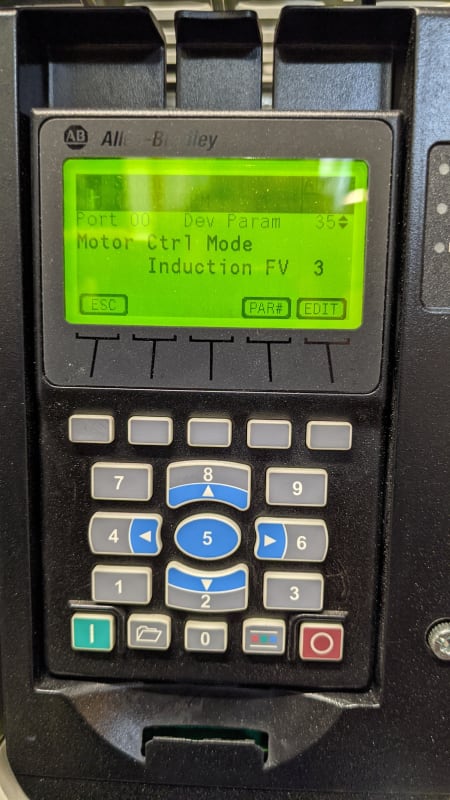 AB Allen-Bradley
Port 00 Dev Param 35
Motor Ctrl Mode
Induction FV 3
ESC PAR# EDIT
7 8 9
4 5 6
1 2 3
0